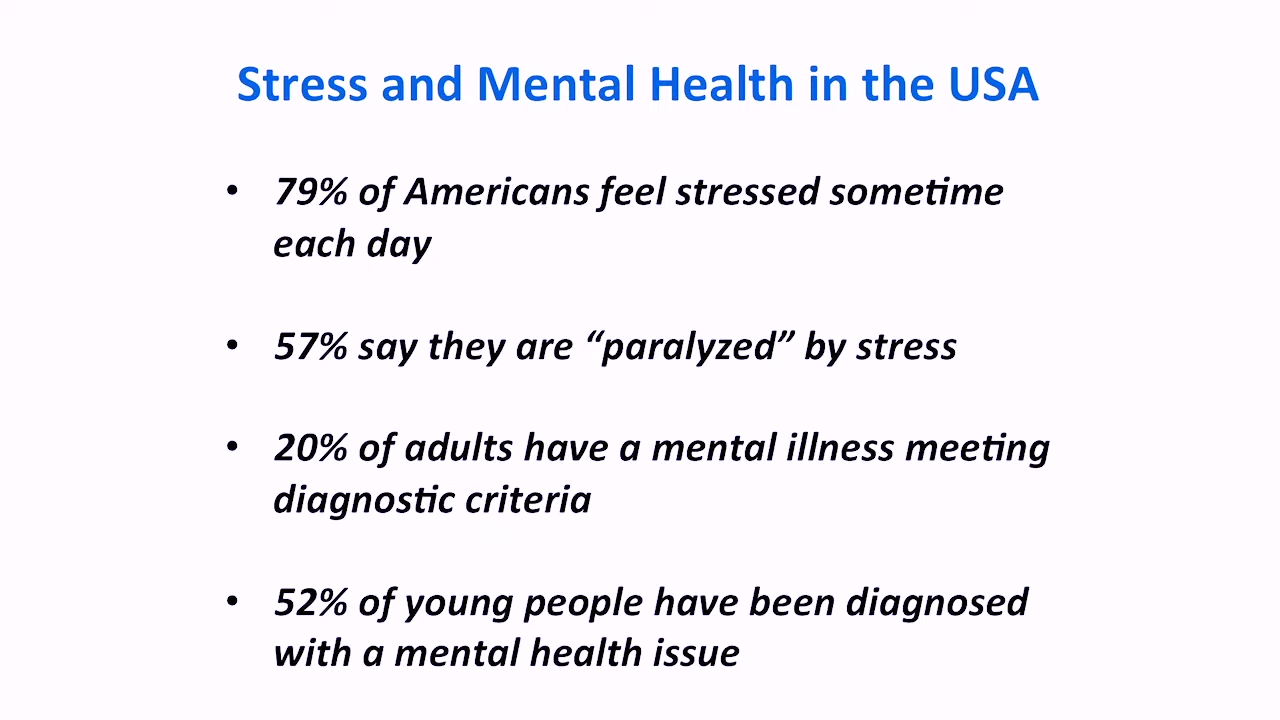 Stress and Mental Health in the USA
• 79% of Americans feel stressed sometime
each day
• 57% say they are “paralyzed” by stress
• 20% of adults have a mental illness meeting
diagnostic criteria
• 52% of young people have been diagnosed
with a mental health issue